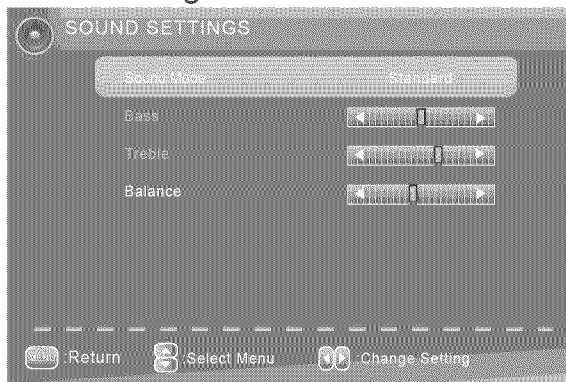 SOUND SETTINGS
Sound Mode Standard
Bass
Treble
Balance
MENU :Return :Select Menu :Change Setting